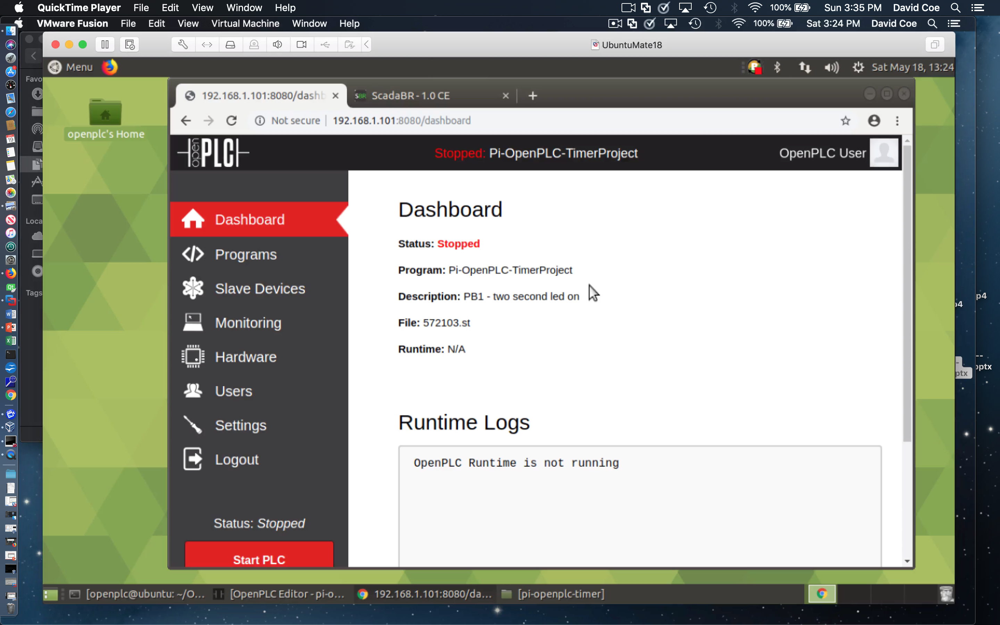 QuickTime Player File Edit View Window Help 100% Sun 3:35 PM David Coe
VMware Fusion File Edit View Virtual Machine Window Help 100% Sat 3:24 PM David Coe
UbuntuMate18
Menu Sat May 18, 13:24
Favo
192.168.1.101:8080/dashb SBR ScadaBR - 1.0 CE
Not secure 192.168.1.101:8080/dashboard
openplc's Home
open PLC Stopped: Pi-OpenPLC-TimerProject OpenPLC User
Dashboard
Programs
Slave Devices
Monitoring
Hardware
Users
Settings
Logout
Status: Stopped
Start PLC
Dashboard
Status: Stopped
Program: Pi-OpenPLC-TimerProject
Description: PB1 - two second led on
File: 572103.st
Runtime: N/A
Runtime Logs
OpenPLC Runtime is not running
Loca
Tags
p4
04
pptx
ptx
[openplc@ubuntu: ~/O... [OpenPLC Editor - pi-o... 192.168.1.101:8080/da... [pi-openplc-timer]